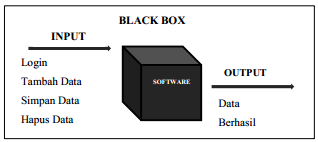 BLACK BOX
INPUT
Login
Tambah Data
Simpan Data
Hapus Data
SOFTWARE
OUTPUT
Data
Berhasil